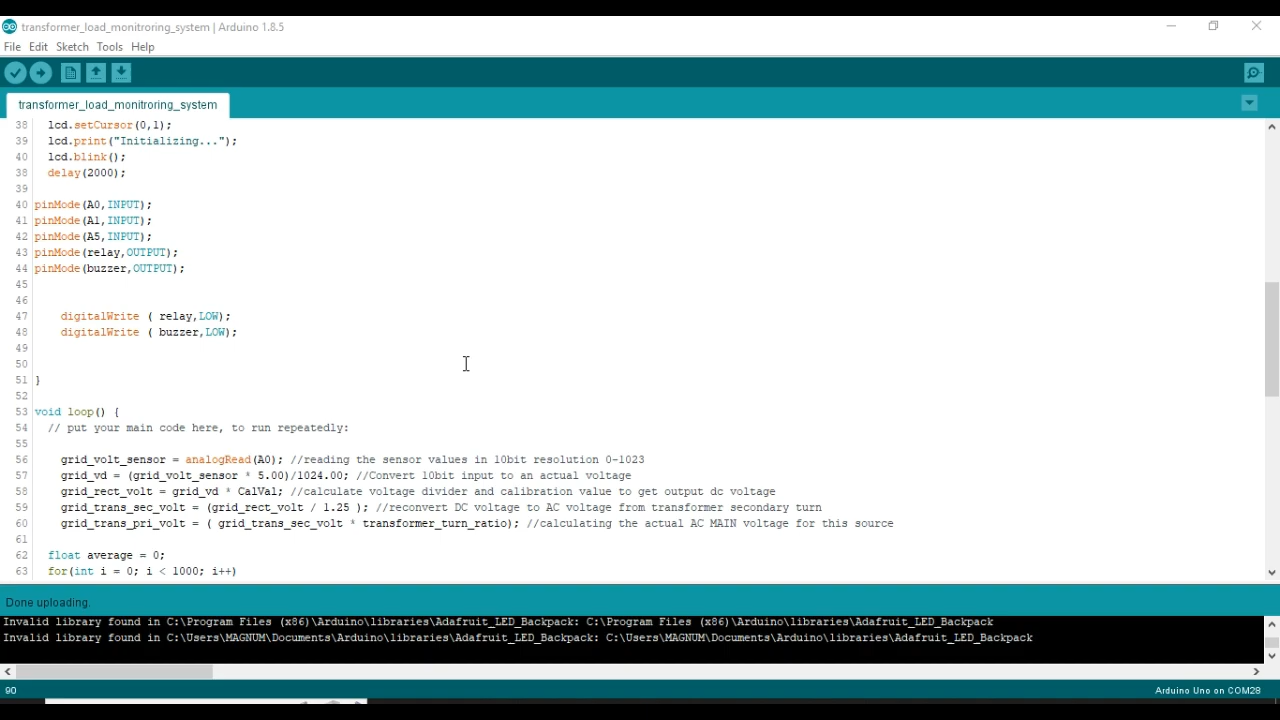 transformer_load_monitroring_system | Arduino 1.8.5
File Edit Sketch Tools Help
transformer_load_monitroring_system
38 lcd.setCursor(0,1);
39 lcd.print("Initializing...");
40 lcd.blink();
38 delay(2000);
39
40 pinMode(A0,INPUT);
41 pinMode(A1,INPUT);
42 pinMode(A5,INPUT);
43 pinMode(relay,OUTPUT);
44 pinMode(buzzer,OUTPUT);
45
46
47 digitalWrite ( relay,LOW);
48 digitalWrite ( buzzer,LOW);
49
50
51 }
52
53 void loop() {
54 // put your main code here, to run repeatedly:
55
56 grid_volt_sensor = analogRead(A0); //reading the sensor values in 10bit resolution 0-1023
57 grid_vd = (grid_volt_sensor * 5.00)/1024.00; //Convert 10bit input to an actual voltage
58 grid_rect_volt = grid_vd * CalVal; //calculate voltage divider and calibration value to get output dc voltage
59 grid_trans_sec_volt = (grid_rect_volt / 1.25 ); //reconvert DC voltage to AC voltage from transformer secondary turn
60 grid_trans_pri_volt = ( grid_trans_sec_volt * transformer_turn_ratio); //calculating the actual AC MAIN voltage for this source
61
62 float average = 0;
63 for(int i = 0; i < 1000; i++)
Done uploading.
Invalid library found in C:\Program Files (x86)\Arduino\libraries\Adafruit_LED_Backpack: C:\Program Files (x86)\Arduino\libraries\Adafruit_LED_Backpack
Invalid library found in C:\Users\MAGNUM\Documents\Arduino\libraries\Adafruit_LED_Backpack: C:\Users\MAGNUM\Documents\Arduino\libraries\Adafruit_LED_Backpack
90 Arduino Uno on COM28